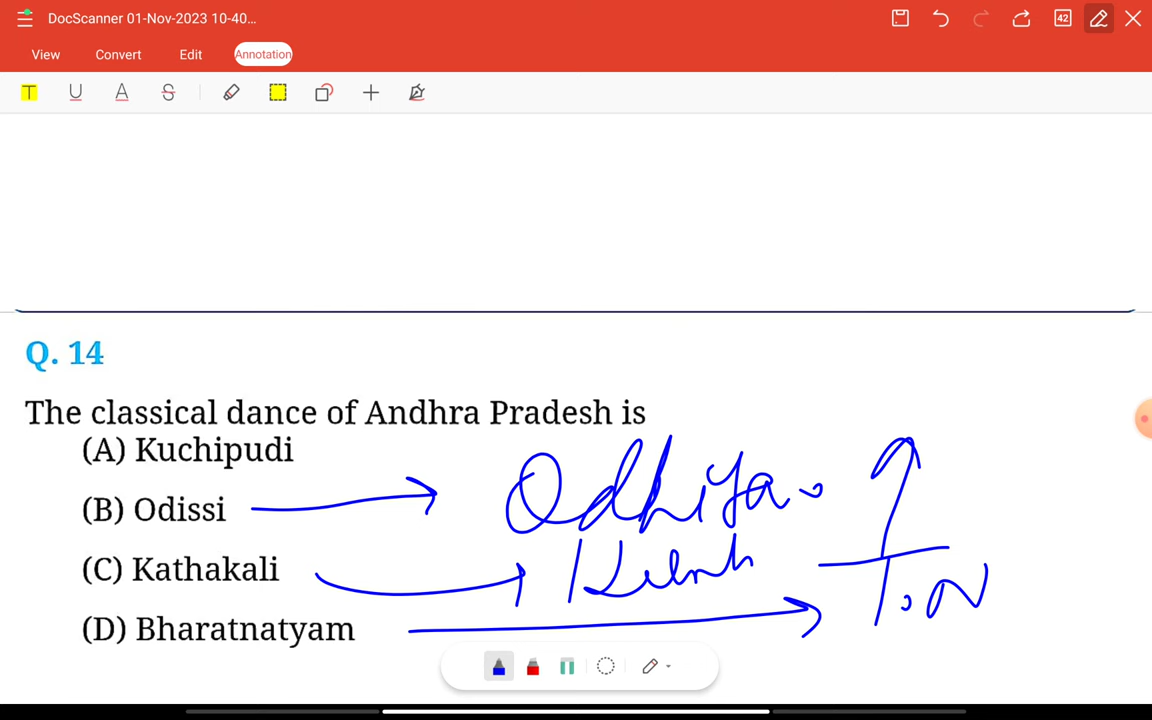 DocScanner 01-Nov-2023 10-40...
42
View Convert Edit Annotation
T U A S
Q. 14
The classical dance of Andhra Pradesh is
(A) Kuchipudi
(B) Odissi
Odhiya
(C) Kathakali
(D) Bharatnatyam
T.N